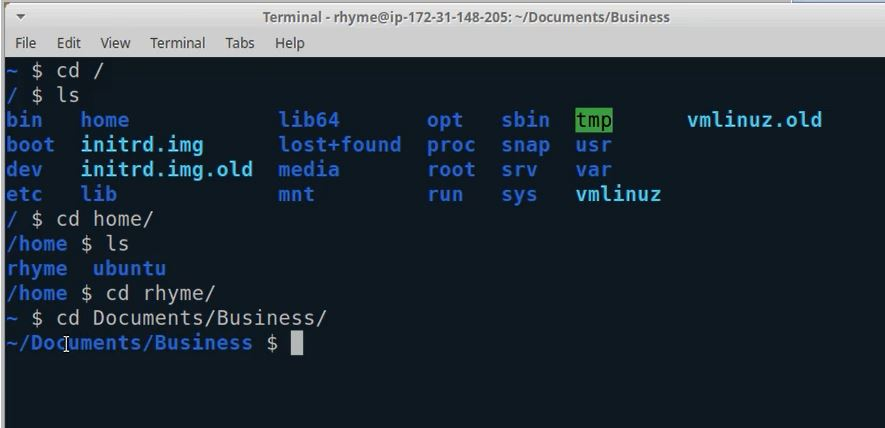 Terminal - rhyme@ip-172-31-148-205: ~/Documents/Business
File Edit View Terminal Tabs Help
~ $ cd /
/ $ ls
bin home lib64 opt sbin tmp vmlinuz.old
boot initrd.img lost+found proc snap usr
dev initrd.img.old media root srv var
etc lib mnt run sys vmlinuz
/ $ cd home/
/home $ ls
rhyme ubuntu
/home $ cd rhyme/
~ $ cd Documents/Business/
~/Documents/Business $